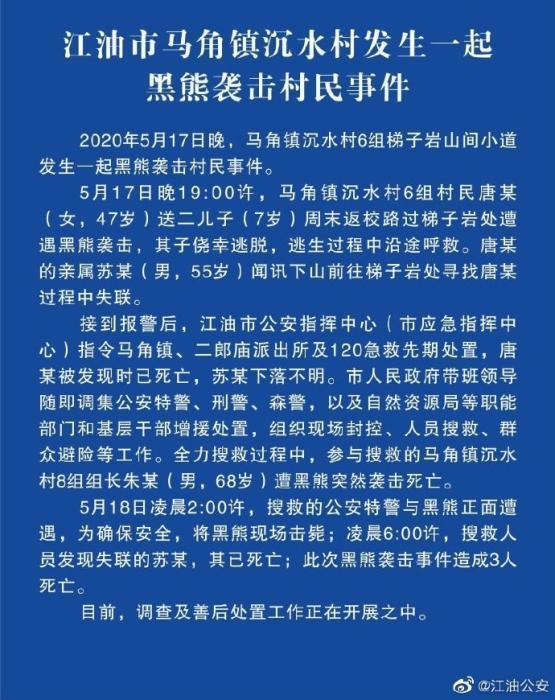 江油市马角镇沉水村发生一起
黑熊袭击村民事件
2020年5月17日晚，马角镇沉水村6组梯子岩山间小道
发生一起黑熊袭击村民事件。
5月17日晚19:00许，马角镇沉水村6组村民唐某
（女，47岁）送二儿子（7岁）周末返校路过梯子岩处遭
遇黑熊袭击，其子侥幸逃脱，逃生过程中沿途呼救。唐某
的亲属苏某（男，55岁）闻讯下山前往梯子岩处寻找唐某
过程中失联。
接到报警后，江油市公安指挥中心（市应急指挥中
心）指令马角镇、二郎庙派出所及120急救先期处置，唐
某被发现时已死亡，苏某下落不明。市人民政府带班领导
随即调集公安特警、刑警、森警，以及自然资源局等职能
部门和基层干部增援处置，组织现场封控、人员搜救、群
众避险等工作。全力搜救过程中，参与搜救的马角镇沉水
村8组组长朱某（男，68岁）遭黑熊突然袭击死亡。
5月18日凌晨2:00许，搜救的公安特警与黑熊正面遭
遇，为确保安全，将黑熊现场击毙；凌晨6:00许，搜救人
员发现失联的苏某，其已死亡；此次黑熊袭击事件造成3人
死亡。
目前，调查及善后处置工作正在开展之中。
@江油公安